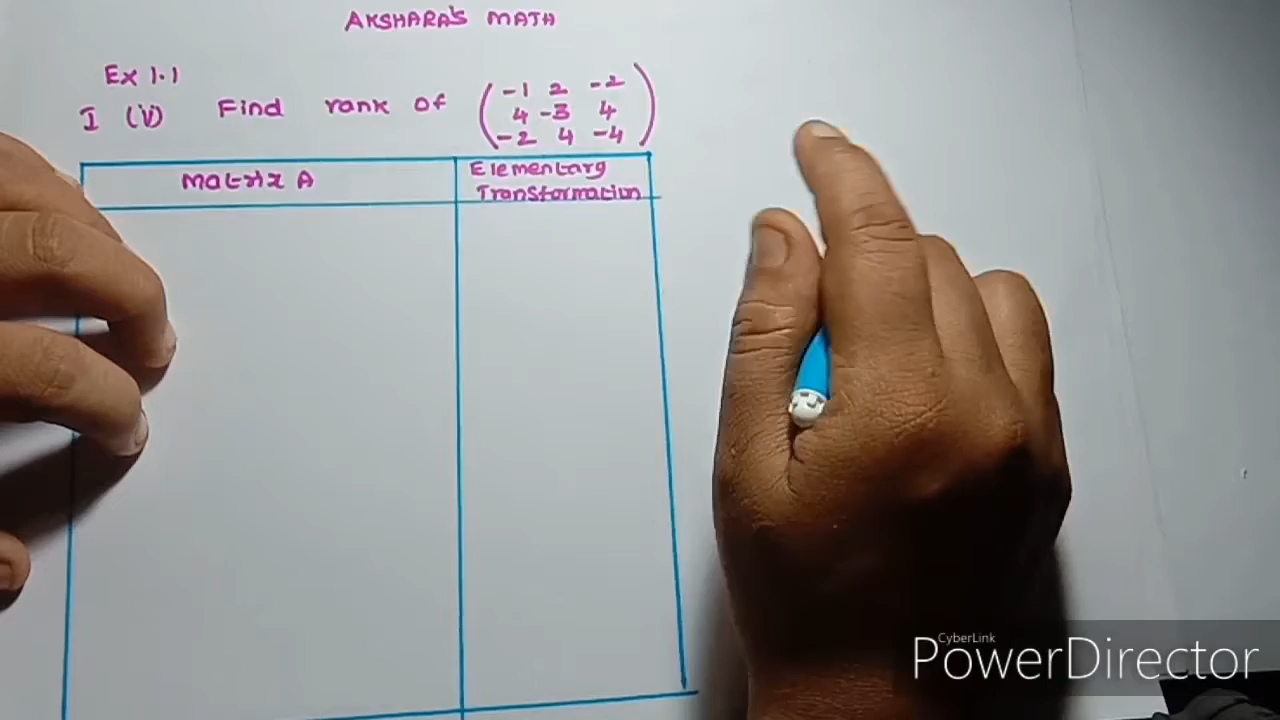 AKSHARA'S MATH
Ex 1.1
I (v) Find rank of
-1 2 -2
4 -3 4
-2 4 -4
Matrix A
Elementary
Transformation
CyberLink
PowerDirector